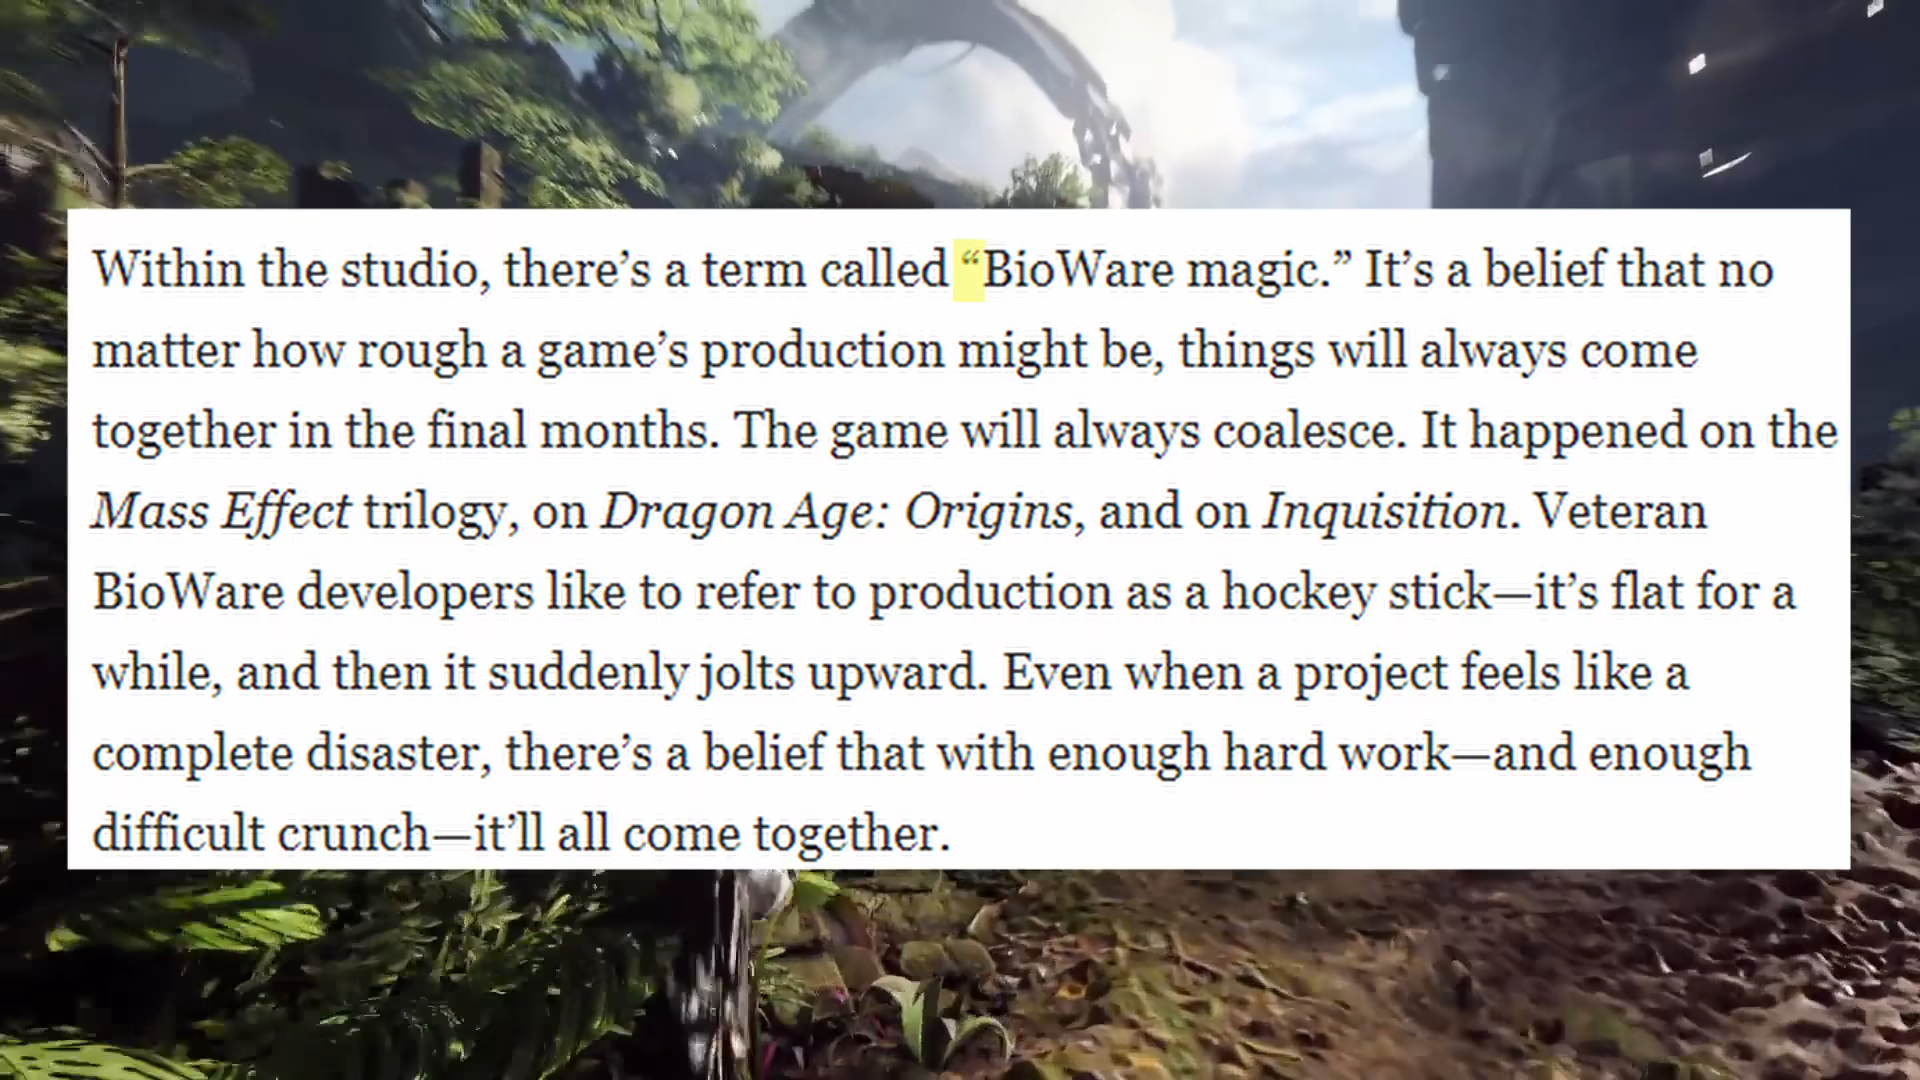 Within the studio, there’s a term called “BioWare magic.” It’s a belief that no
matter how rough a game’s production might be, things will always come
together in the final months. The game will always coalesce. It happened on the
Mass Effect trilogy, on Dragon Age: Origins, and on Inquisition. Veteran
BioWare developers like to refer to production as a hockey stick—it’s flat for a
while, and then it suddenly jolts upward. Even when a project feels like a
complete disaster, there’s a belief that with enough hard work—and enough
difficult crunch—it’ll all come together.